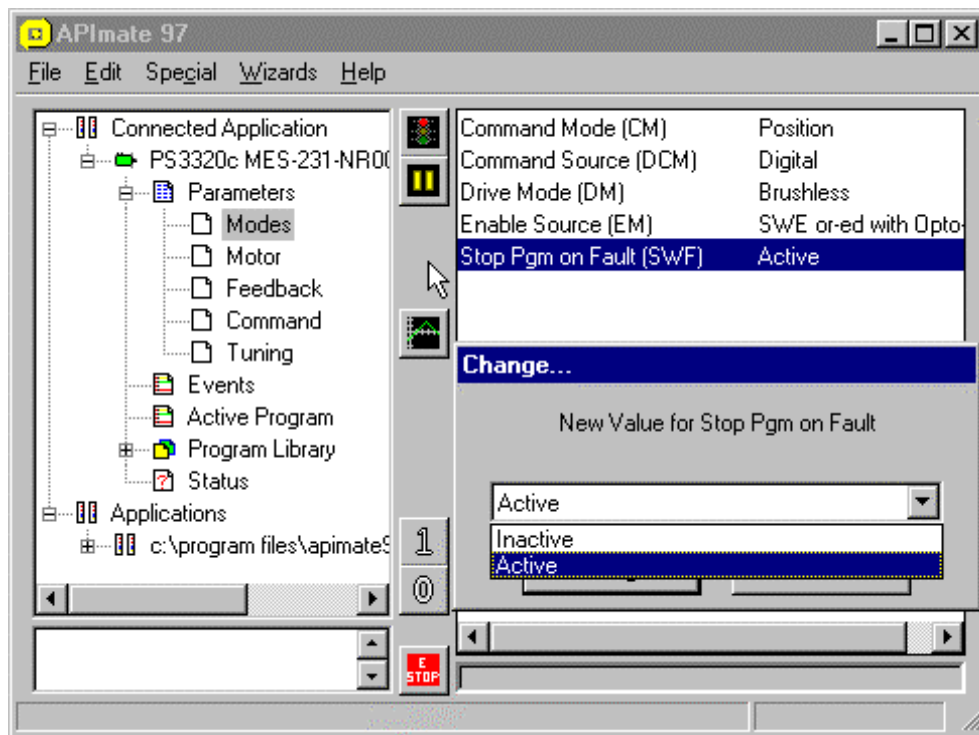 APImate 97
File Edit Special Wizards Help
Connected Application
PS3320c MES-231-NR00
Parameters
Modes
Motor
Feedback
Command
Tuning
Events
Active Program
Program Library
Status
Applications
c:\program files\apimate9
1
0
E
STOP
Command Mode (CM) Position
Command Source (DCM) Digital
Drive Mode (DM) Brushless
Enable Source (EM) SWE or-ed with Opto-
Stop Pgm on Fault (SWF) Active
Change...
New Value for Stop Pgm on Fault
Active
Inactive
Active